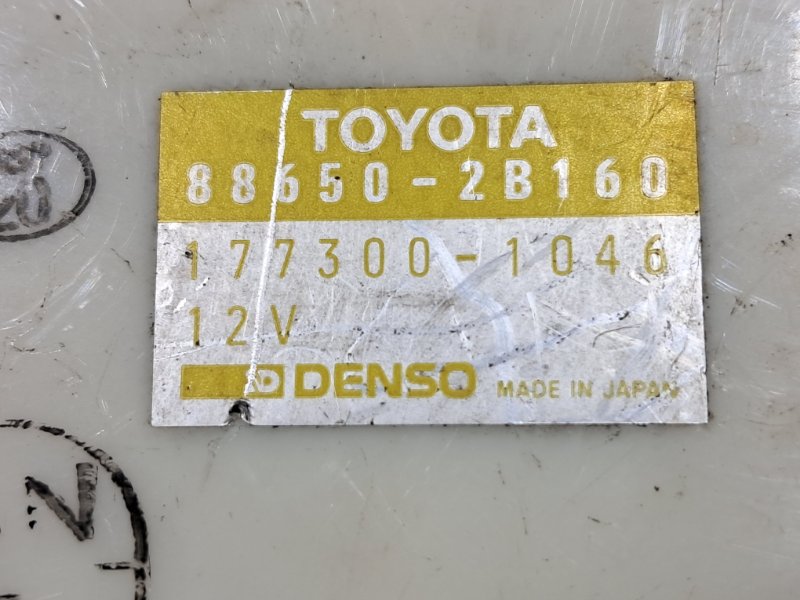 TOYOTA
88650-2B160
177300-1046
12V
DENSO MADE IN JAPAN